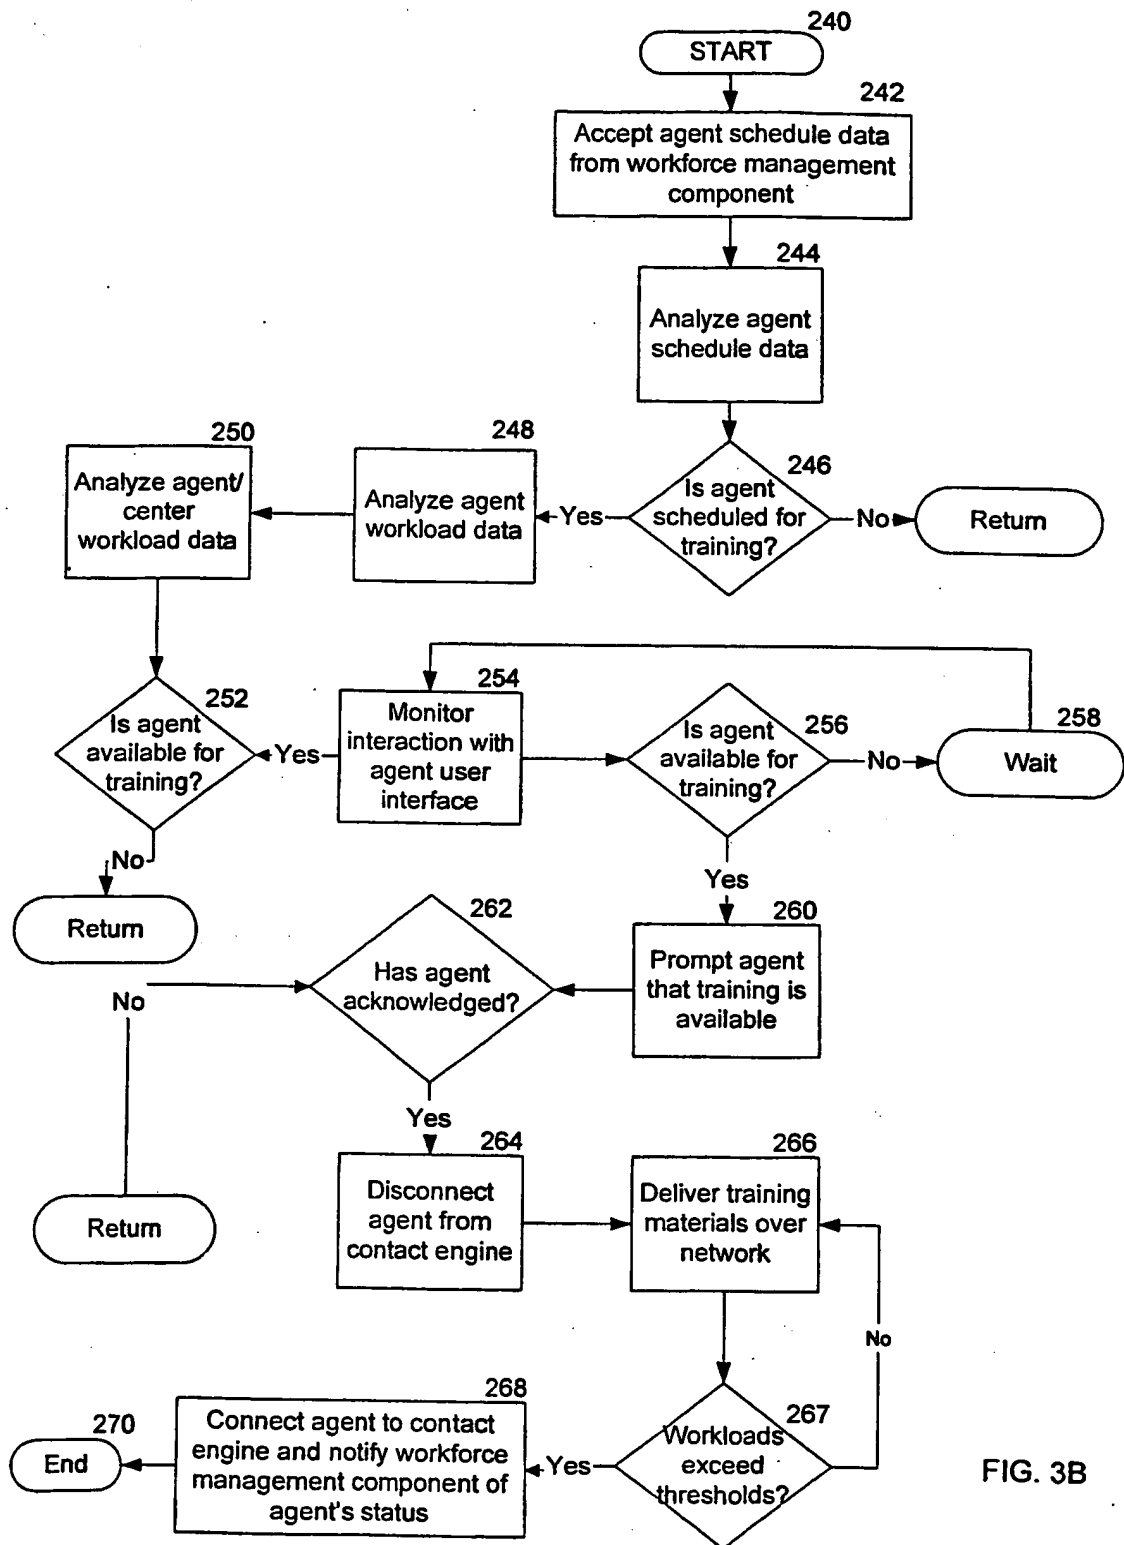 240
START
242
Accept agent schedule data
from workforce management
component
244
Analyze agent
schedule data
250
Analyze agent/
center
workload data
248
Analyze agent
workload data
Yes
246
Is agent
scheduled for
training?
No
Return
252
Is agent
available for
training?
Yes
254
Monitor
interaction with
agent user
interface
256
Is agent
available for
training?
No
258
Wait
No
Return
Yes
262
Has agent
acknowledged?
260
Prompt agent
that training is
available
No
Return
Yes
264
Disconnect
agent from
contact engine
266
Deliver training
materials over
network
No
270
End
268
Connect agent to contact
engine and notify workforce
management component of
agent's status
Yes
267
Workloads
exceed
thresholds?
FIG. 3B